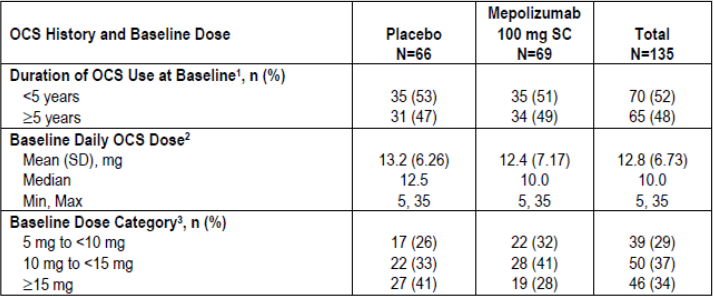 OCS History and Baseline Dose Placebo N=66 Mepolizumab 100 mg SC N=69 Total N=135
Duration of OCS Use at Baseline¹, n (%)
<5 years 35 (53) 35 (51) 70 (52)
≥5 years 31 (47) 34 (49) 65 (48)
Baseline Daily OCS Dose²
Mean (SD), mg 13.2 (6.26) 12.4 (7.17) 12.8 (6.73)
Median 12.5 10.0 10.0
Min, Max 5, 35 5, 35 5, 35
Baseline Dose Category³, n (%)
5 mg to <10 mg 17 (26) 22 (32) 39 (29)
10 mg to <15 mg 22 (33) 28 (41) 50 (37)
≥15 mg 27 (41) 19 (28) 46 (34)